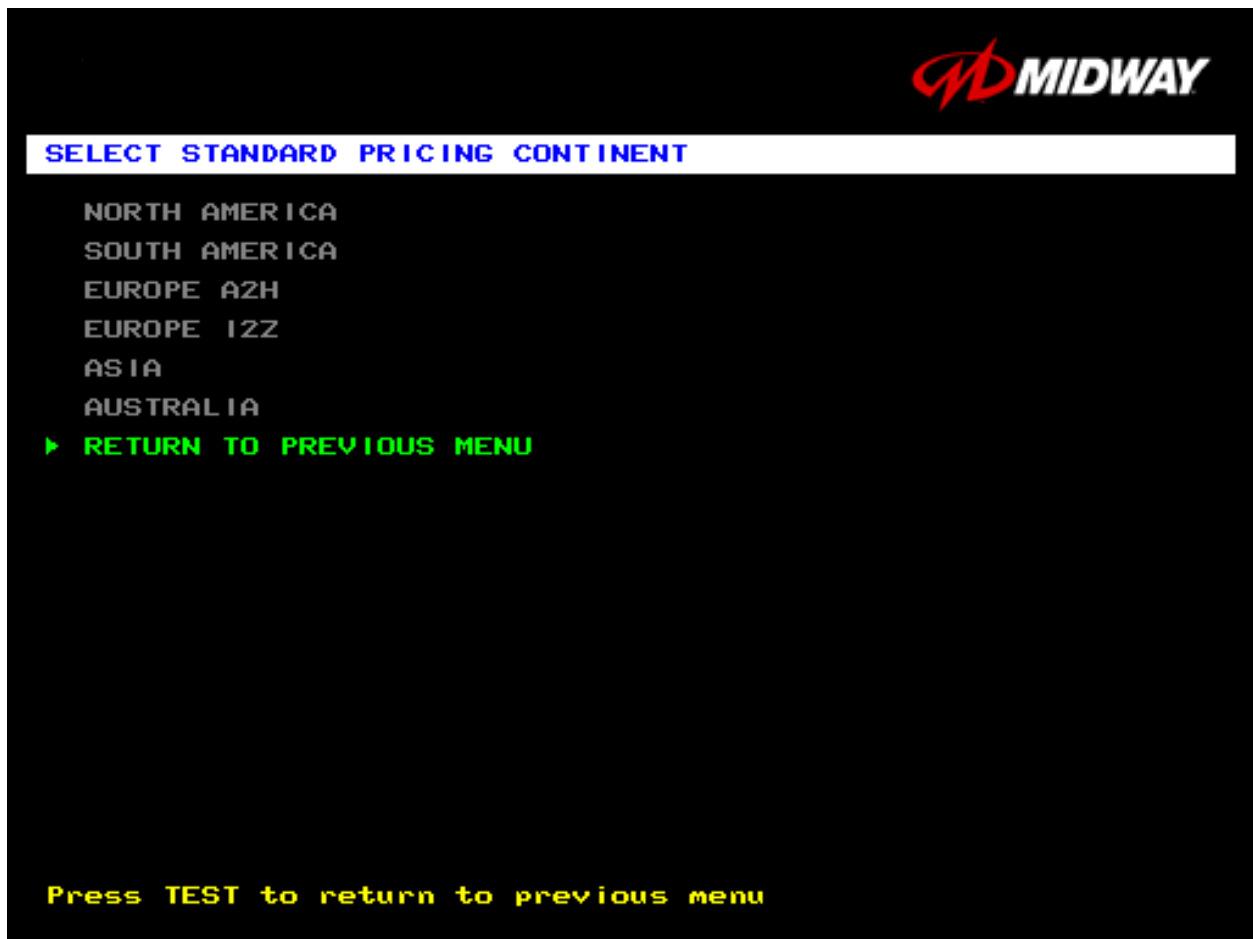 MIDWAY
SELECT STANDARD PRICING CONTINENT
NORTH AMERICA
SOUTH AMERICA
EUROPE A2H
EUROPE I2Z
ASIA
AUSTRALIA
RETURN TO PREVIOUS MENU
Press TEST to return to previous menu